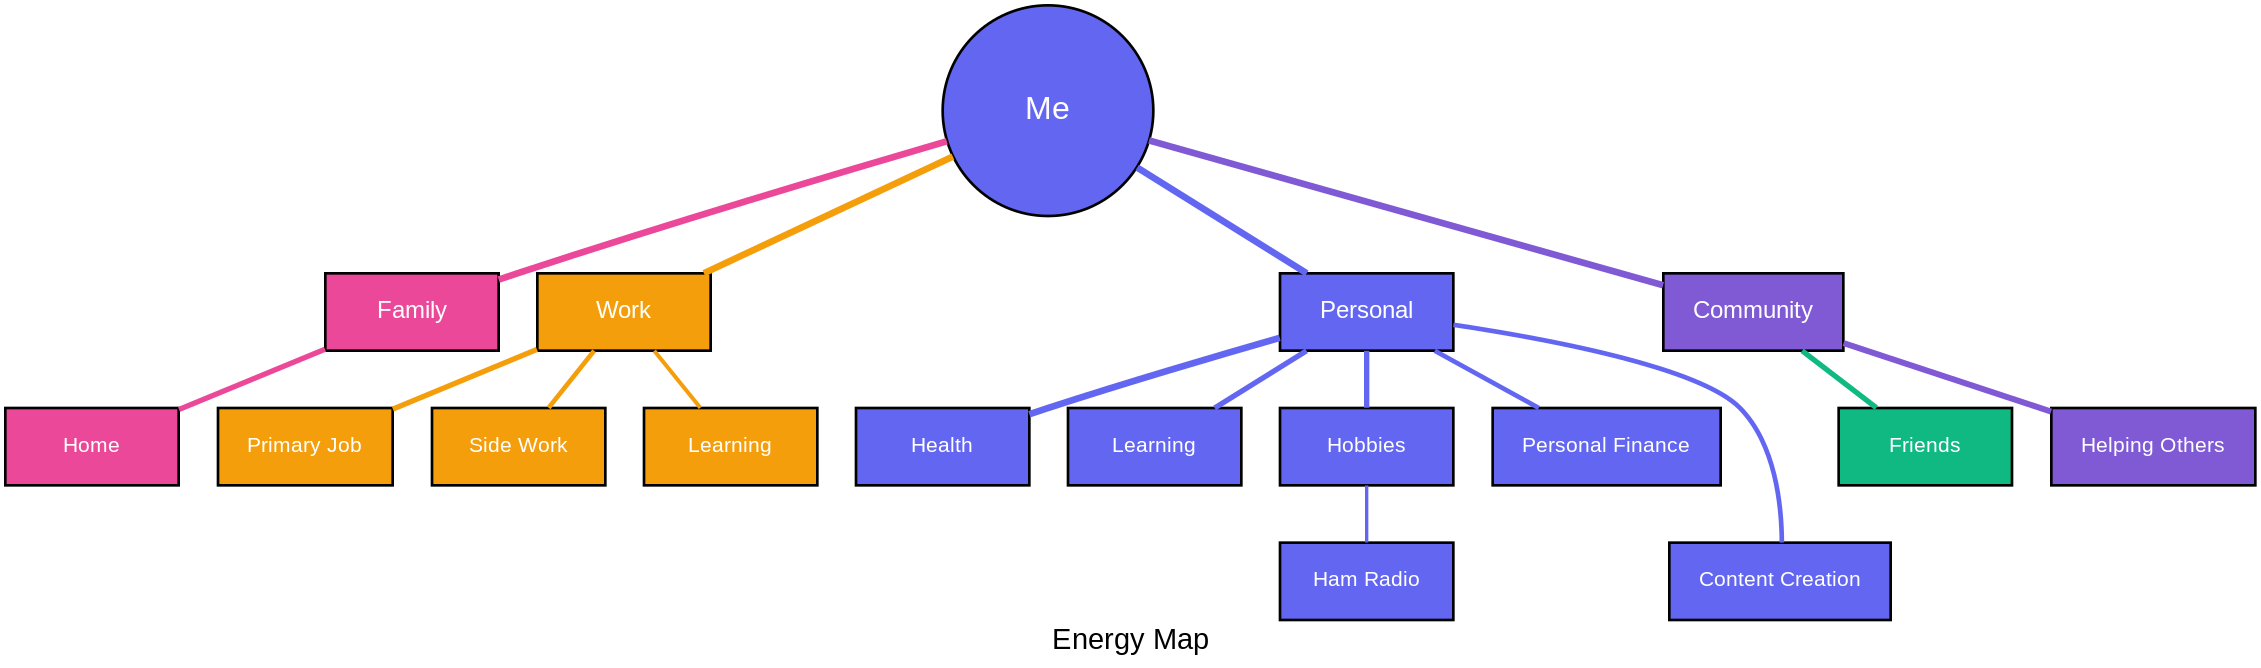 Me
Family
Work
Personal
Community
Home
Primary Job
Side Work
Learning
Health
Learning
Hobbies
Personal Finance
Friends
Helping Others
Ham Radio
Content Creation
Energy Map